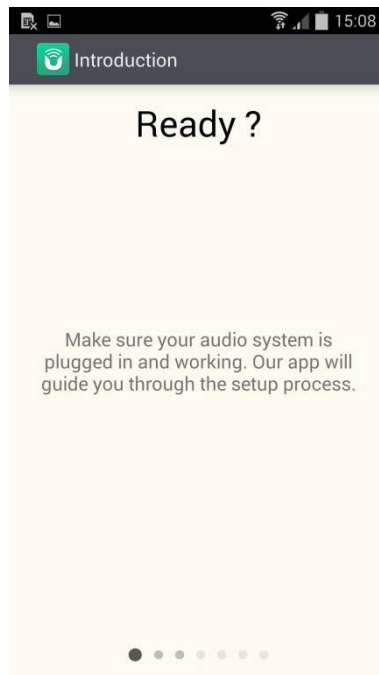 15:08
Introduction
Ready ?
Make sure your audio system is
plugged in and working. Our app will
guide you through the setup process.